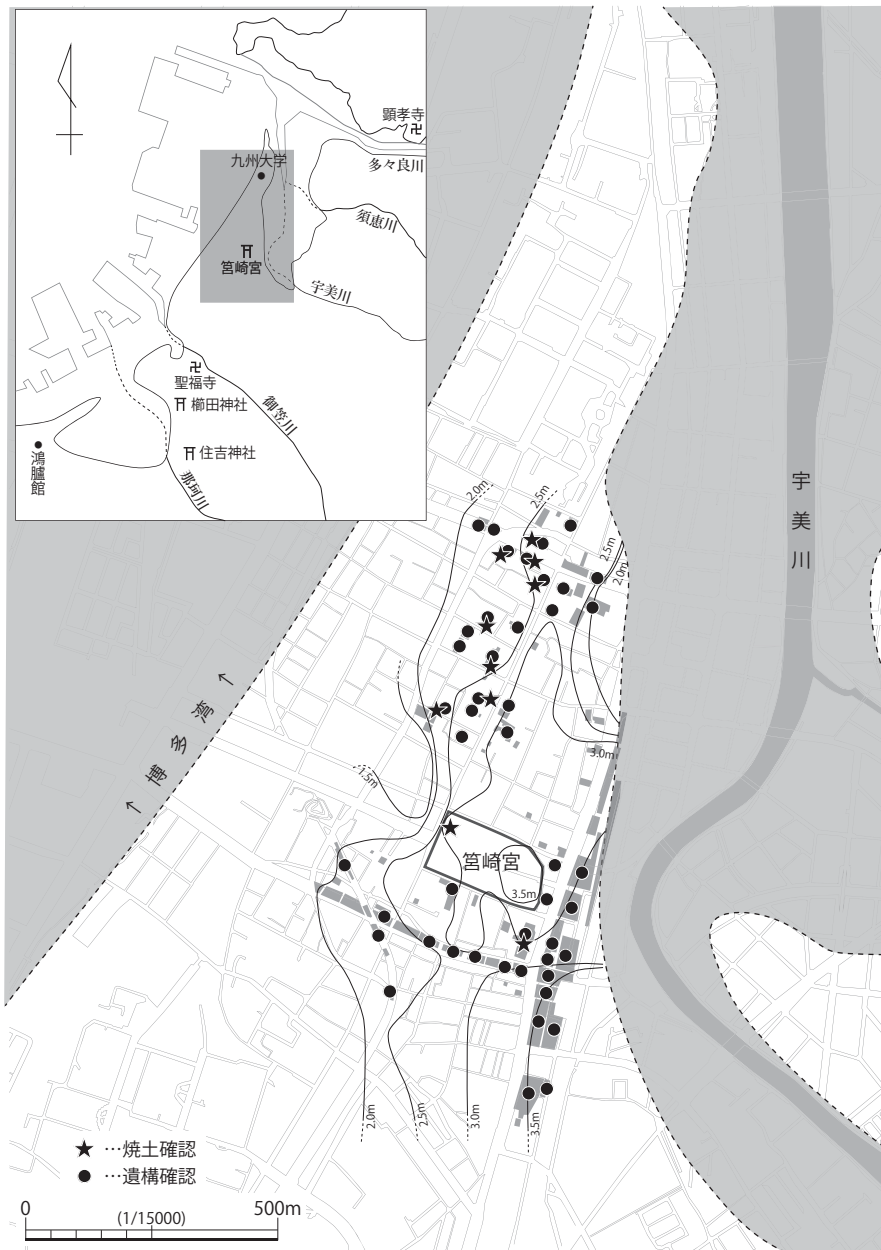 顕孝寺
九州大学
多々良川
須恵川
筥崎宮
宇美川
聖福寺
櫛田神社
御笠川
鴻臚館
住吉神社
那珂川
宇美川
2.0m
2.5m
2.5m
2.0m
←博多湾→
3.0m
1.5m
筥崎宮
3.5m
2.0m
2.5m
3.0m
3.5m
★…焼土確認
●…遺構確認
0 (1/15000) 500m